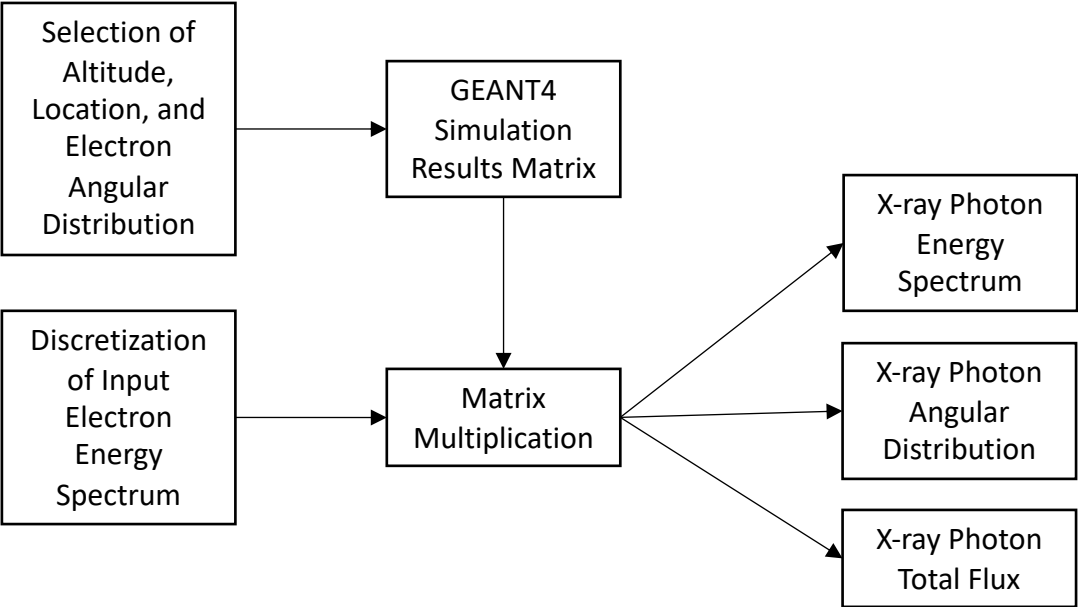 Selection of
Altitude,
Location, and
Electron
Angular
Distribution
GEANT4
Simulation
Results Matrix
Discretization
of Input
Electron
Energy
Spectrum
Matrix
Multiplication
X-ray Photon
Energy
Spectrum
X-ray Photon
Angular
Distribution
X-ray Photon
Total Flux